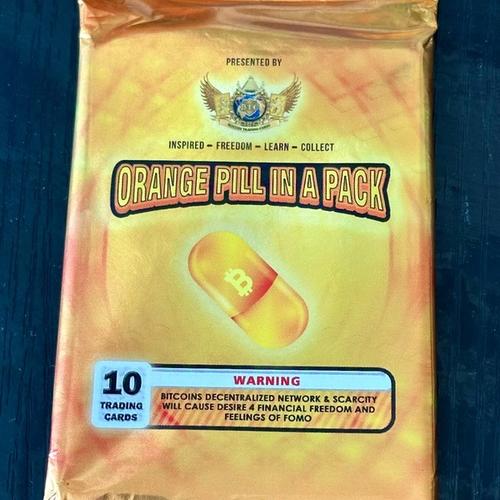 PRESENTED BY
INSPIRED – FREEDOM – LEARN – COLLECT
ORANGE PILL IN A PACK
10
TRADING
CARDS
WARNING
BITCOINS DECENTRALIZED NETWORK & SCARCITY
WILL CAUSE DESIRE 4 FINANCIAL FREEDOM AND
FEELINGS OF FOMO